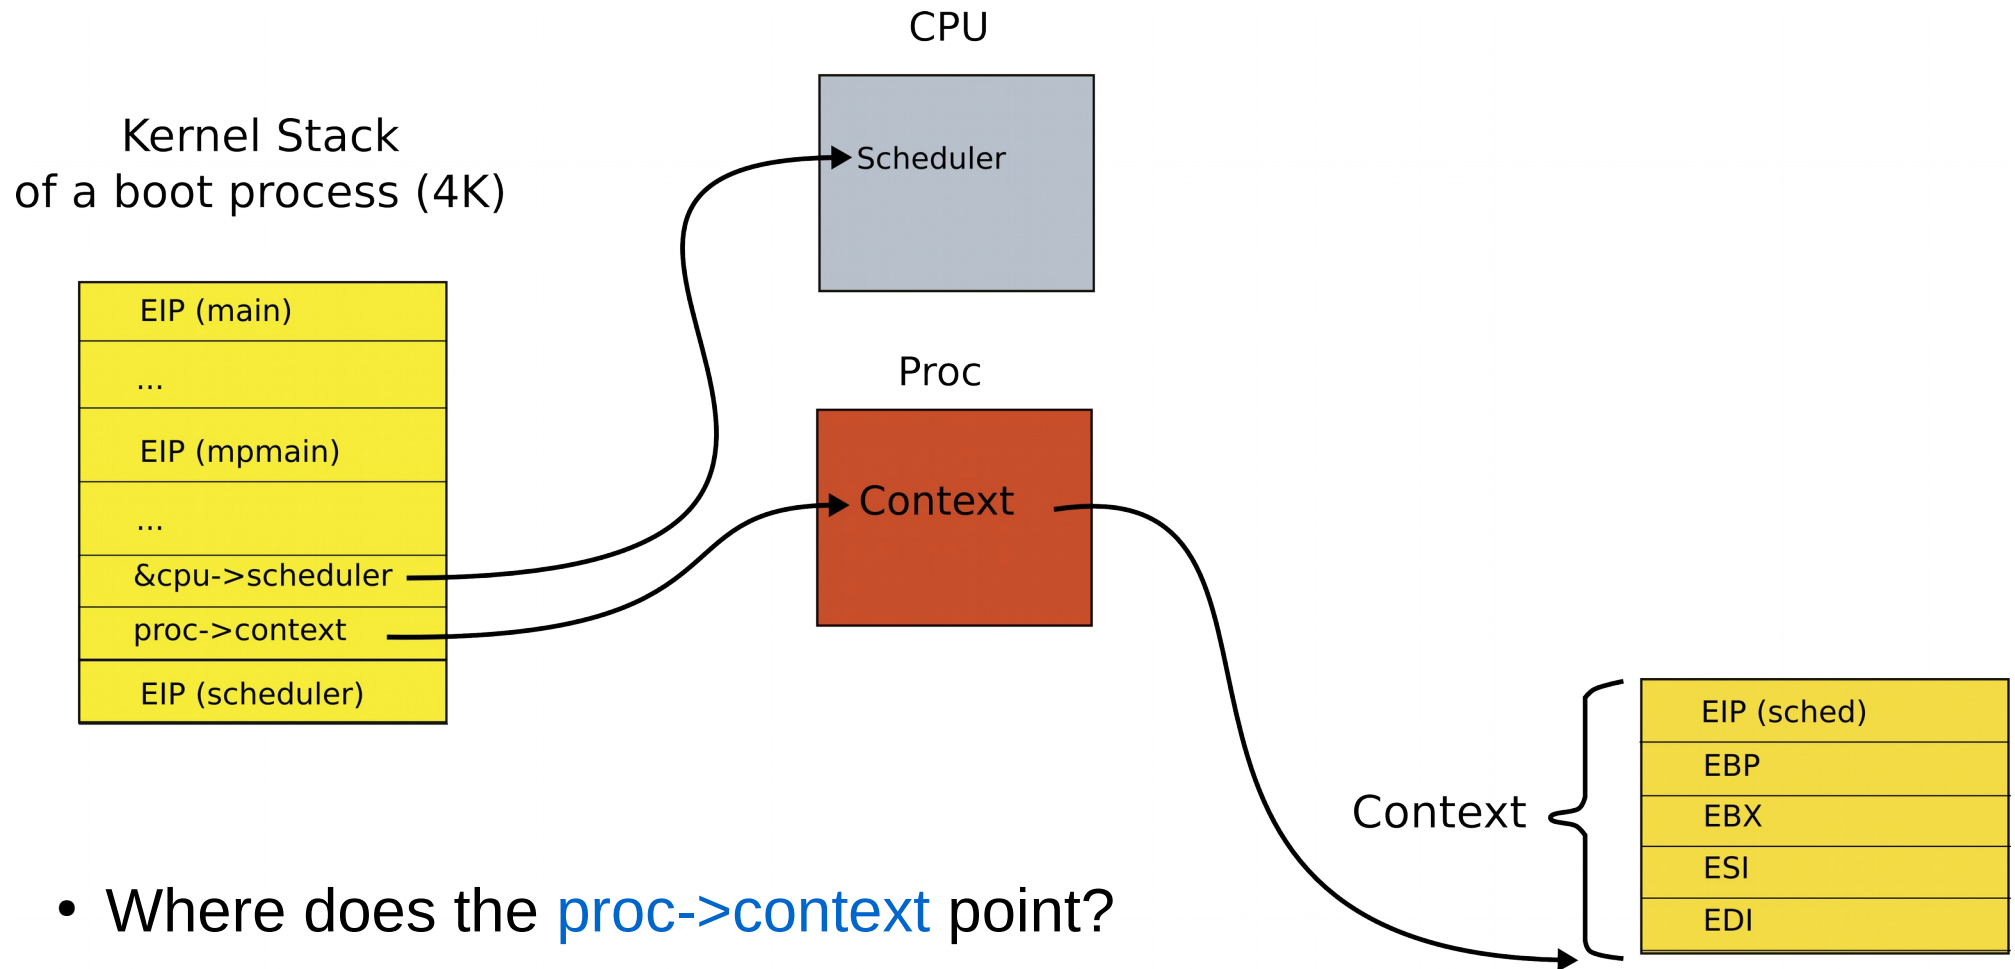 CPU
Scheduler
Kernel Stack
of a boot process (4K)
EIP (main)
...
EIP (mpmain)
...
&cpu->scheduler
proc->context
EIP (scheduler)
Proc
Context
Context
EIP (sched)
EBP
EBX
ESI
EDI
• Where does the proc->context point?